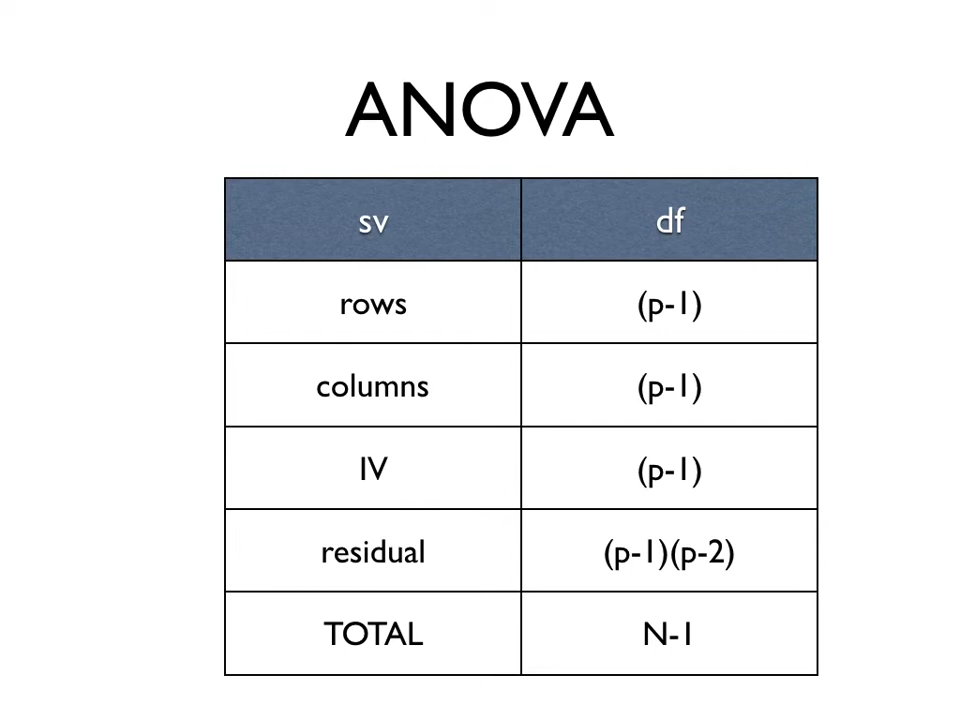 ANOVA
sv df
rows (p-1)
columns (p-1)
IV (p-1)
residual (p-1)(p-2)
TOTAL N-1